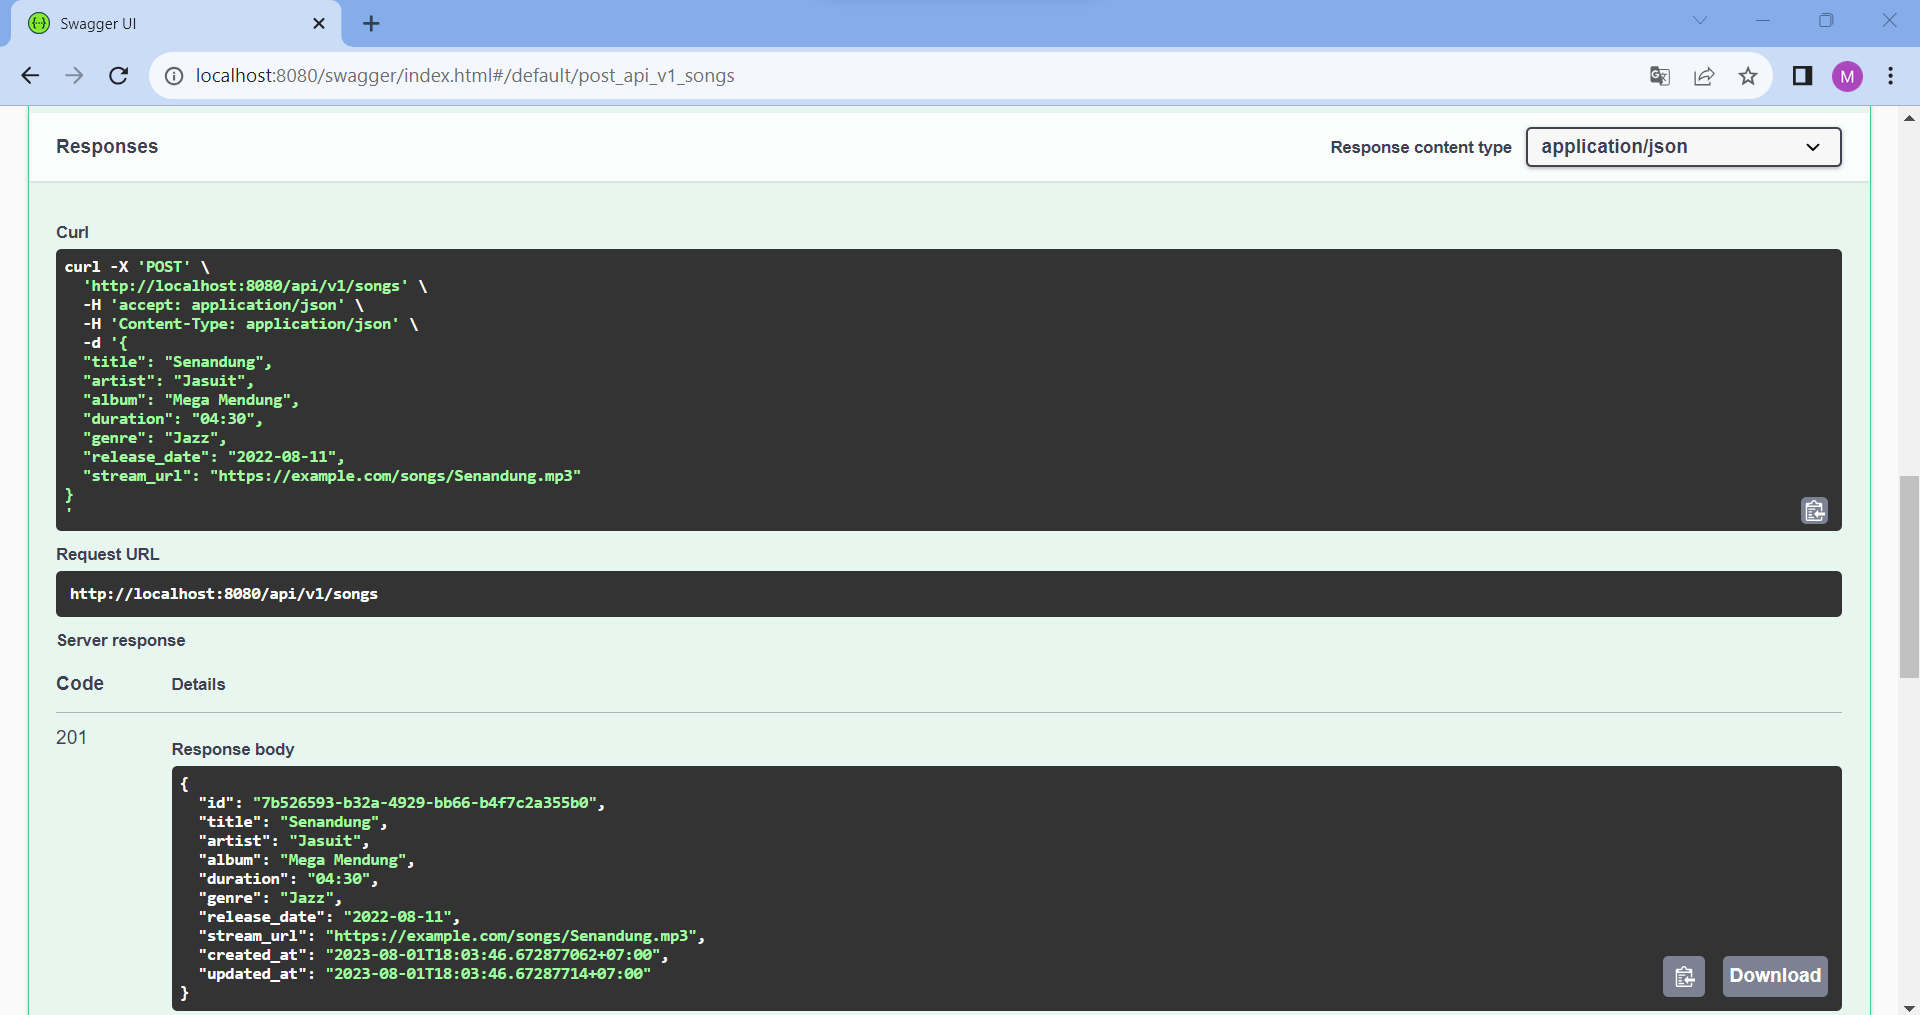 Swagger UI
localhost:8080/swagger/index.html#/default/post_api_v1_songs
M
Responses
Response content type
application/json
Curl
curl -X 'POST' \
  'http://localhost:8080/api/v1/songs' \
  -H 'accept: application/json' \
  -H 'Content-Type: application/json' \
  -d '{
  "title": "Senandung",
  "artist": "Jasuit",
  "album": "Mega Mendung",
  "duration": "04:30",
  "genre": "Jazz",
  "release_date": "2022-08-11",
  "stream_url": "https://example.com/songs/Senandung.mp3"
}
'
Request URL
http://localhost:8080/api/v1/songs
Server response
Code Details
201
Response body
{
  "id": "7b526593-b32a-4929-bb66-b4f7c2a355b0",
  "title": "Senandung",
  "artist": "Jasuit",
  "album": "Mega Mendung",
  "duration": "04:30",
  "genre": "Jazz",
  "release_date": "2022-08-11",
  "stream_url": "https://example.com/songs/Senandung.mp3",
  "created_at": "2023-08-01T18:03:46.672877062+07:00",
  "updated_at": "2023-08-01T18:03:46.67287714+07:00"
}
Download